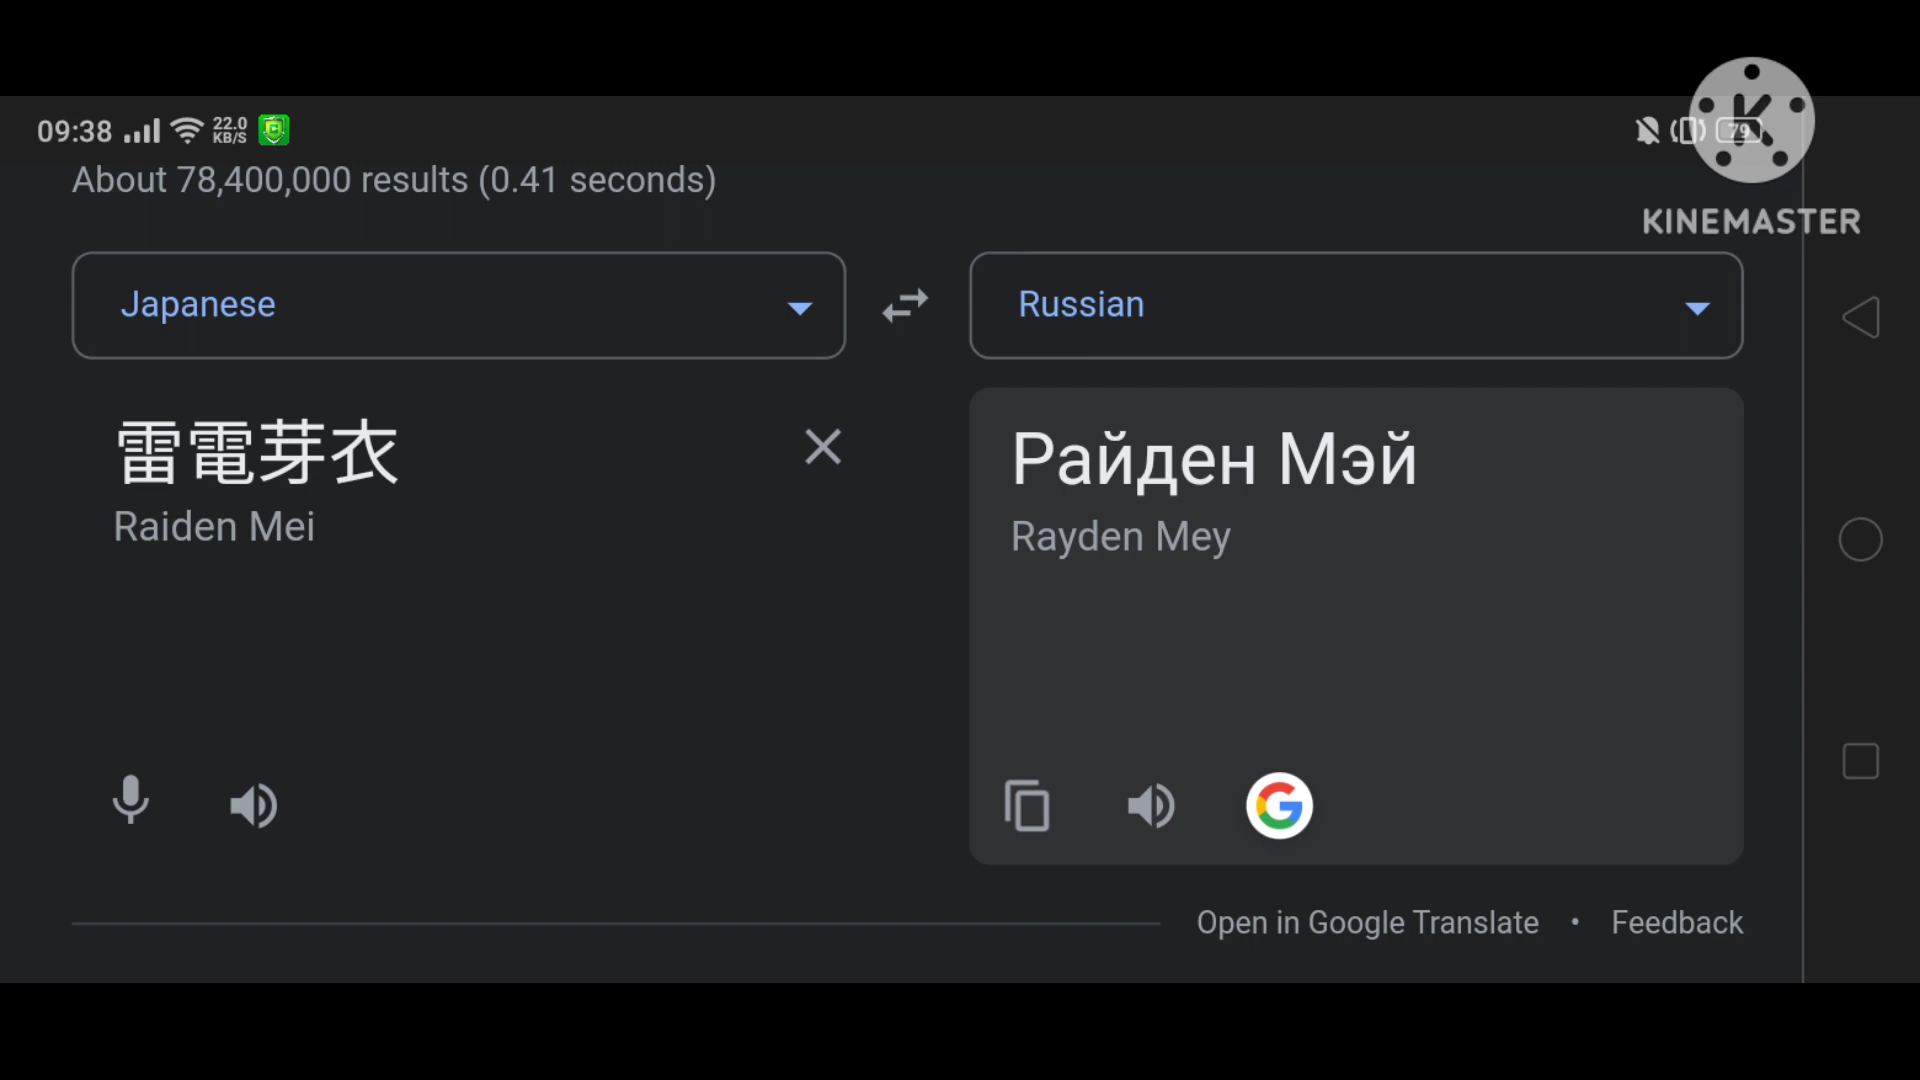 09:38 22.0 KB/S 79
KINEMASTER
About 78,400,000 results (0.41 seconds)
Japanese
Russian
雷電芽衣
Raiden Mei
Райден Мэй
Rayden Mey
Open in Google Translate • Feedback